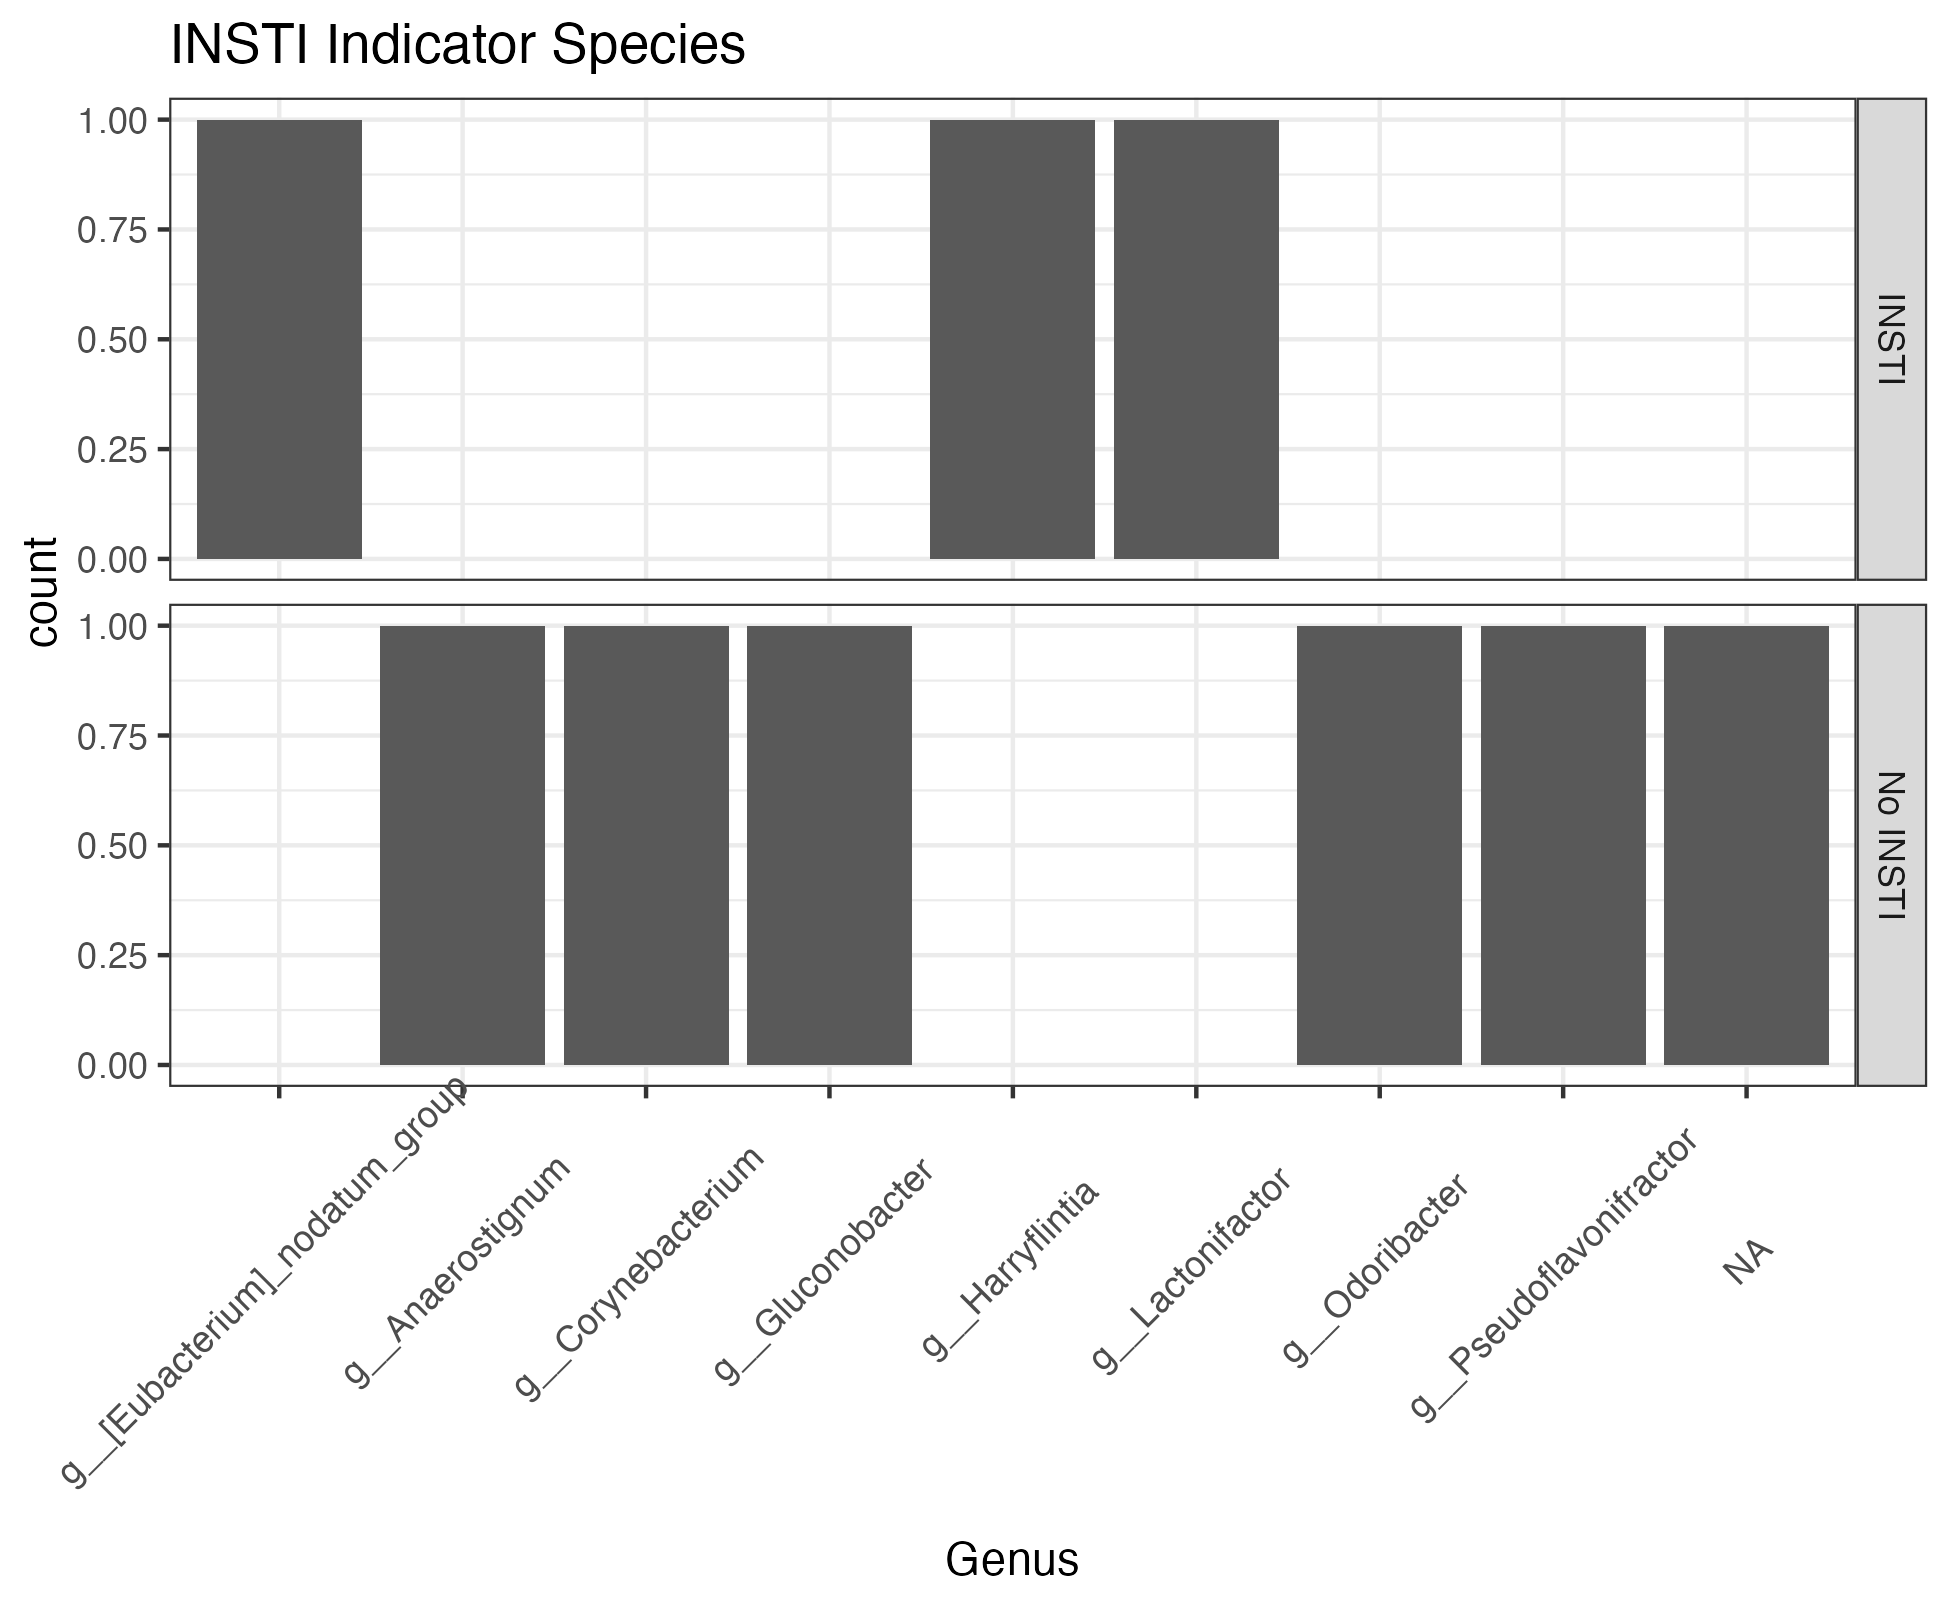 INSTI Indicator Species
count
1.00
0.75
0.50
0.25
0.00
INSTI
1.00
0.75
0.50
0.25
0.00
No INSTI
g__[Eubacterium]_nodatum_group
g__Anaerostignum
g__Corynebacterium
g__Gluconobacter
g__Harryflintia
g__Lactonifactor
g__Odoribacter
g__Pseudoflavonifractor
NA
Genus